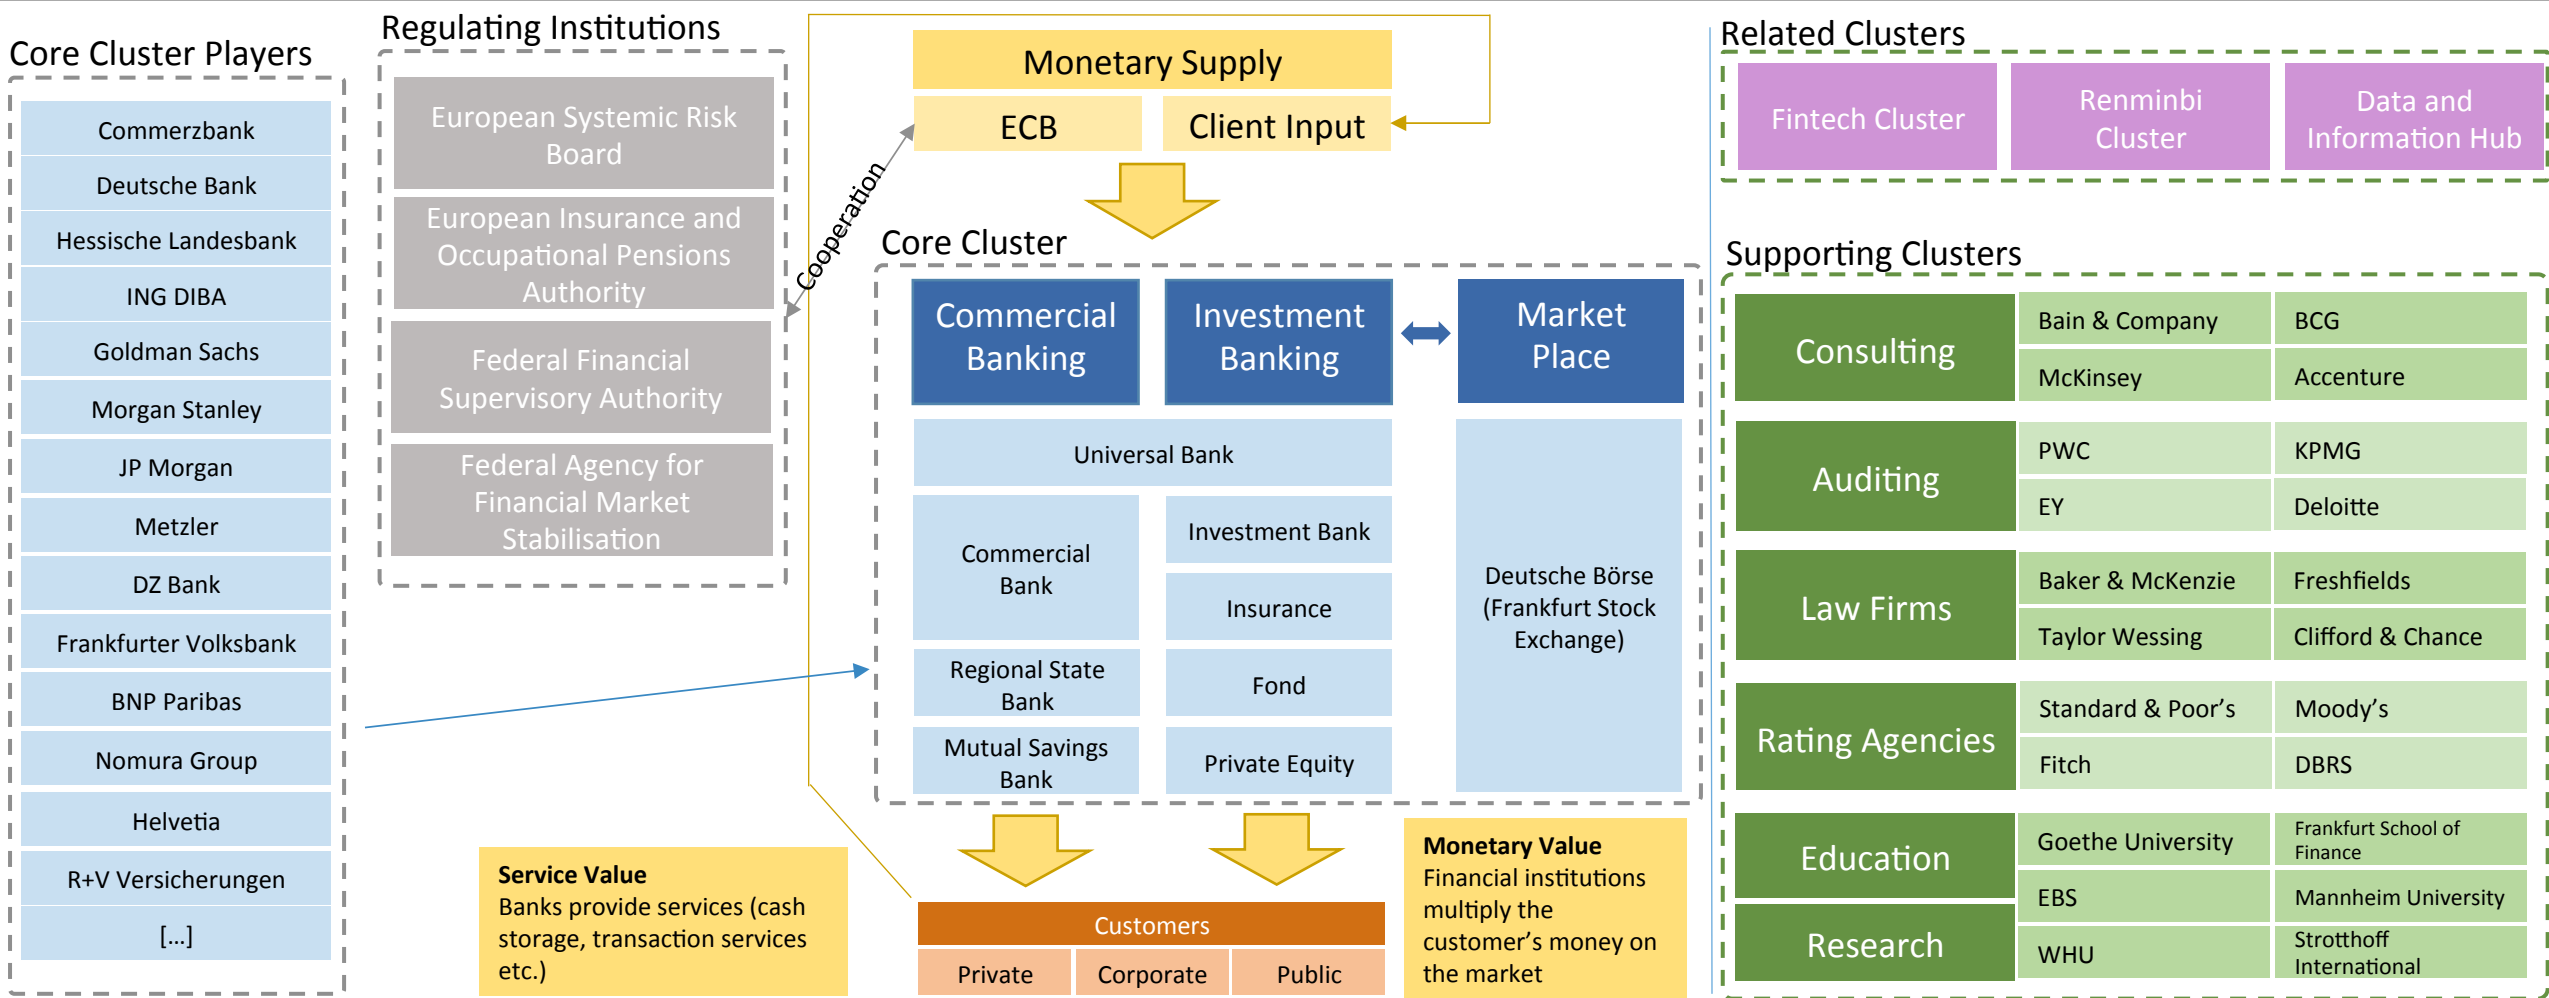 Core Cluster Players
Commerzbank
Deutsche Bank
Hessische Landesbank
ING DIBA
Goldman Sachs
Morgan Stanley
JP Morgan
Metzler
DZ Bank
Frankfurter Volksbank
BNP Paribas
Nomura Group
Helvetia
R+V Versicherungen
[...]
Regulating Institutions
European Systemic Risk
Board
European Insurance and
Occupational Pensions
Authority
Federal Financial
Supervisory Authority
Federal Agency for
Financial Market
Stabilisation
Cooperation
Monetary Supply
ECB
Client Input
Core Cluster
Commercial
Banking
Investment
Banking
Market
Place
Universal Bank
Commercial
Bank
Regional State
Bank
Mutual Savings
Bank
Investment Bank
Insurance
Fond
Private Equity
Deutsche Börse
(Frankfurt Stock
Exchange)
Service Value
Banks provide services (cash
storage, transaction services
etc.)
Customers
Private
Corporate
Public
Monetary Value
Financial institutions
multiply the
customer's money on
the market
Related Clusters
Fintech Cluster
Renminbi
Cluster
Data and
Information Hub
Supporting Clusters
Consulting
Bain & Company
BCG
McKinsey
Accenture
Auditing
PWC
KPMG
EY
Deloitte
Law Firms
Baker & McKenzie
Freshfields
Taylor Wessing
Clifford & Chance
Rating Agencies
Standard & Poor's
Moody's
Fitch
DBRS
Education
Goethe University
Frankfurt School of
Finance
EBS
Mannheim University
Research
WHU
Strotthoff
International